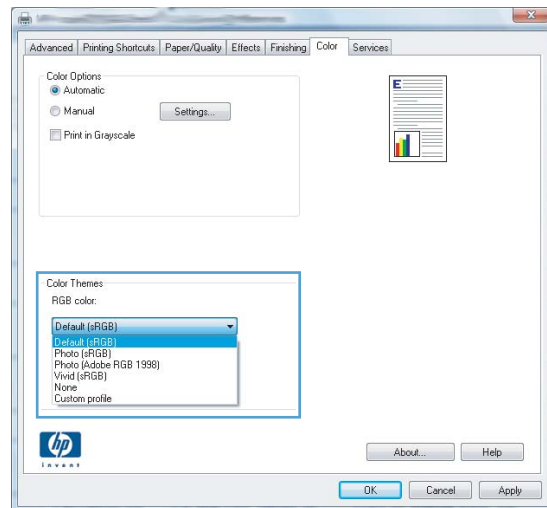 Advanced Printing Shortcuts Paper/Quality Effects Finishing Color Services
Color Options
Automatic
Manual
Settings...
Print in Grayscale
E
Color Themes
RGB color:
Default (sRGB)
Default (sRGB)
Photo (sRGB)
Photo (Adobe RGB 1998)
Vivid (sRGB)
None
Custom profile
hp
invent
About... Help
OK Cancel Apply